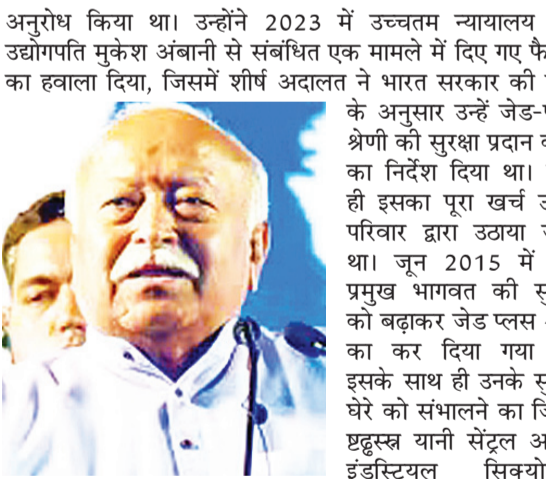 अनुरोध किया था। उन्होंने 2023 में उच्चतम न्यायालय
उद्योगपति मुकेश अंबानी से संबंधित एक मामले में दिए गए
का हवाला दिया, जिसमें शीर्ष अदालत ने भारत सरकार की
के अनुसार उन्हें
श्रेणी की सुरक्षा प्रदान
का निर्देश दिया था।
ही इसका पूरा खर्च
परिवार द्वारा उठाया
था। जून 2015 में
प्रमुख भागवत की
को बढ़ाकर जेड प्लस
का कर दिया गया
इसके साथ ही उनके
घेरे को संभालने का
ष्टढ्ढस्स्न यानी सेंट्रल
इंडस्ट्रियल